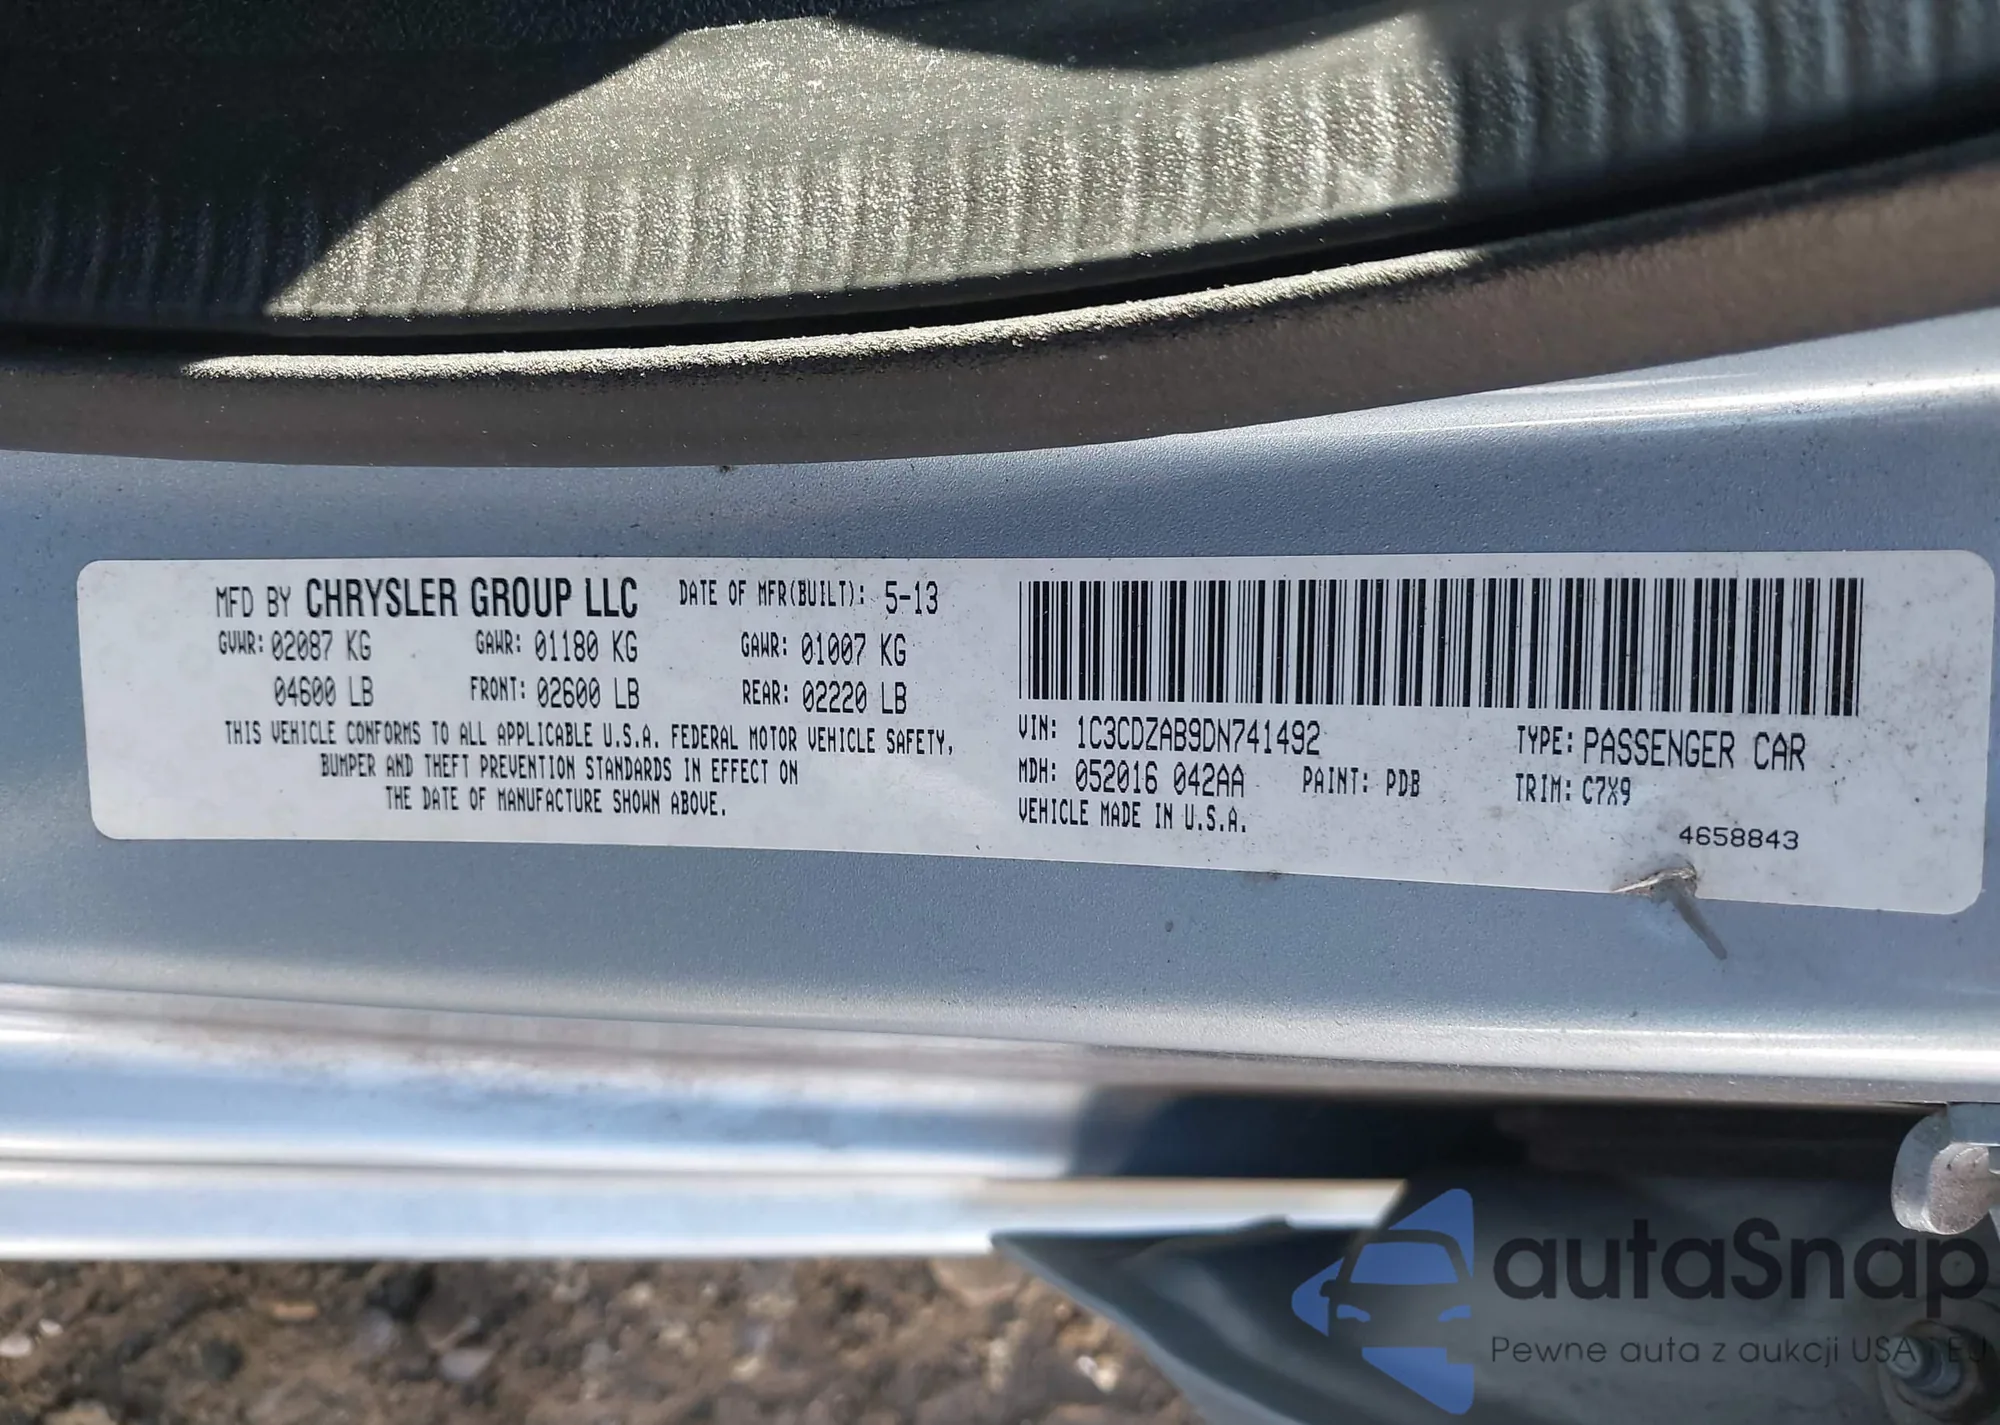 MFD BY CHRYSLER GROUP LLC DATE OF MFR(BUILT): 5-13
GVWR: 02087 KG GAWR: 01180 KG GAWR: 01007 KG
04600 LB FRONT: 02600 LB REAR: 02220 LB
THIS VEHICLE CONFORMS TO ALL APPLICABLE U.S.A. FEDERAL MOTOR VEHICLE SAFETY,
BUMPER AND THEFT PREVENTION STANDARDS IN EFFECT ON
THE DATE OF MANUFACTURE SHOWN ABOVE.
VIN: 1C3CDZAB9DN741492 TYPE: PASSENGER CAR
MDH: 052016 042AA PAINT: PDB TRIM: C7X9
VEHICLE MADE IN U.S.A.
4658843
autaSnap
Pewne auta z aukcji USA i EU